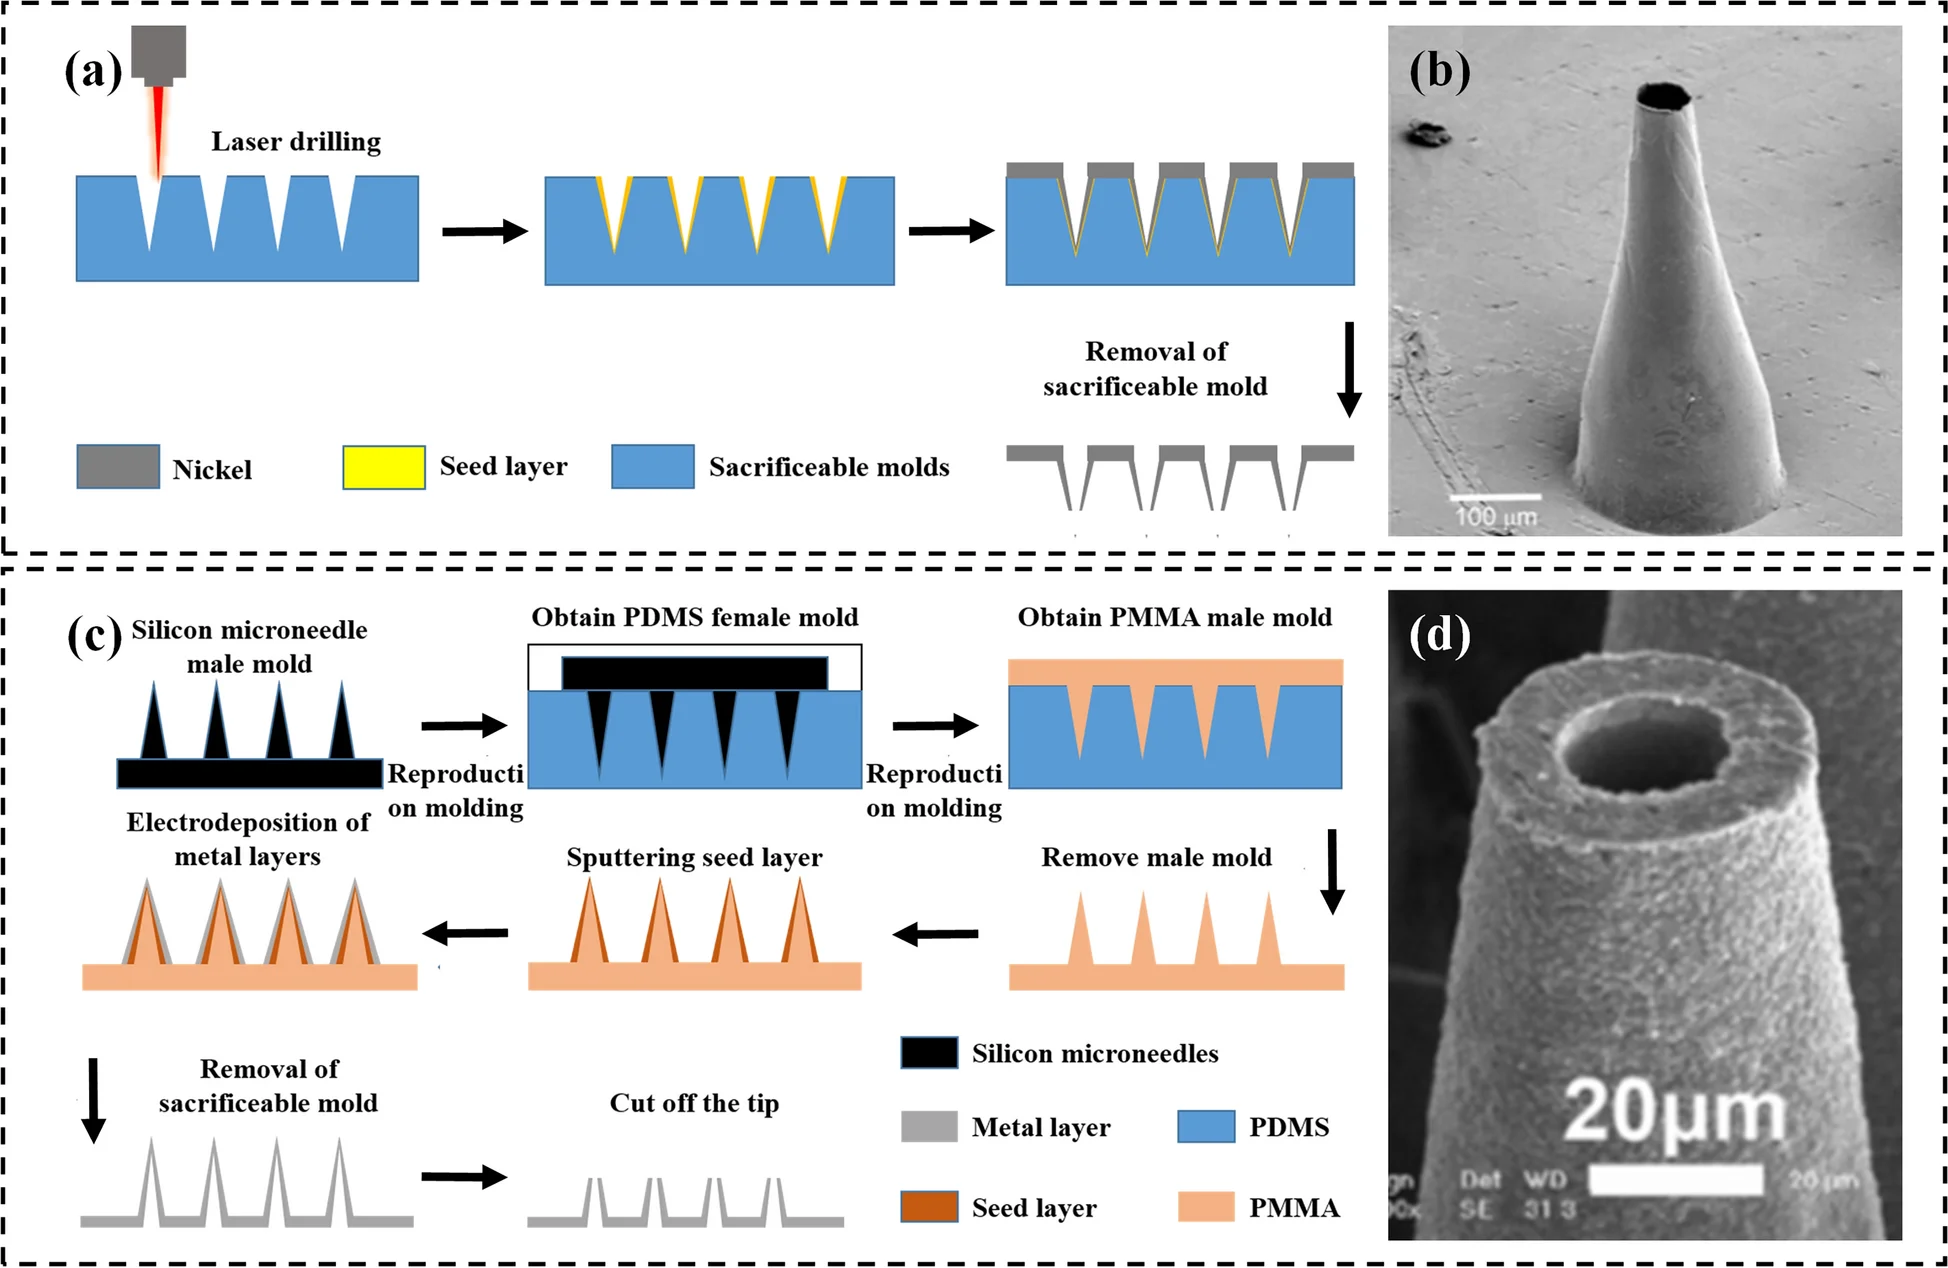 (a)
Laser drilling
Removal of
sacrificeable mold
Nickel
Seed layer
Sacrificeable molds
(b)
100 μm
(c)
Silicon microneedle
male mold
Obtain PDMS female mold
Obtain PMMA male mold
Reproducti
on molding
Reproducti
on molding
Electrodeposition of
metal layers
Sputtering seed layer
Remove male mold
Removal of
sacrificeable mold
Cut off the tip
Silicon microneedles
Metal layer
PDMS
Seed layer
PMMA
(d)
20μm
Det WD
20 μm
SE 31 3